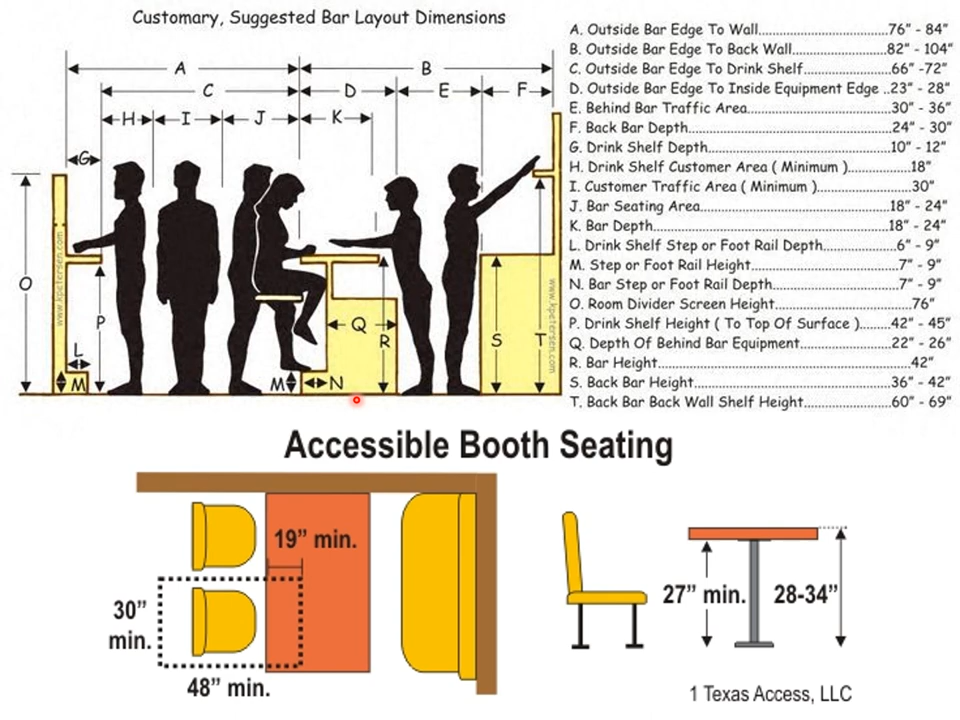 Customary, Suggested Bar Layout Dimensions
A. Outside Bar Edge To Wall..............................76" - 84"
B. Outside Bar Edge To Back Wall......................82" - 104"
C. Outside Bar Edge To Drink Shelf....................66" -72"
D. Outside Bar Edge To Inside Equipment Edge ..23" - 28"
E. Behind Bar Traffic Area.................................30" - 36"
F. Back Bar Depth...............................................24" - 30"
G. Drink Shelf Depth..........................................10" - 12"
H. Drink Shelf Customer Area ( Minimum )..............18"
I. Customer Traffic Area ( Minimum ).....................30"
J. Bar Seating Area............................................18" - 24"
K. Bar Depth.......................................................18" - 24"
L. Drink Shelf Step or Foot Rail Depth.................6" - 9"
M. Step or Foot Rail Height...................................7" - 9"
N. Bar Step or Foot Rail Depth..............................7" - 9"
O. Room Divider Screen Height................................76"
P. Drink Shelf Height ( To Top Of Surface ).......42" - 45"
Q. Depth Of Behind Bar Equipment......................22" - 26"
R. Bar Height...........................................................42"
S. Back Bar Height..............................................36" - 42"
T. Back Bar Back Wall Shelf Height.....................60" - 69"
A
B
C
D
E
F
H
I
J
K
G
O
P
L
M
M
N
Q
R
S
T
www.kpetersen.com
www.kpetersen.com
Accessible Booth Seating
19" min.
30"
min.
48" min.
27" min.
28-34"
1 Texas Access, LLC